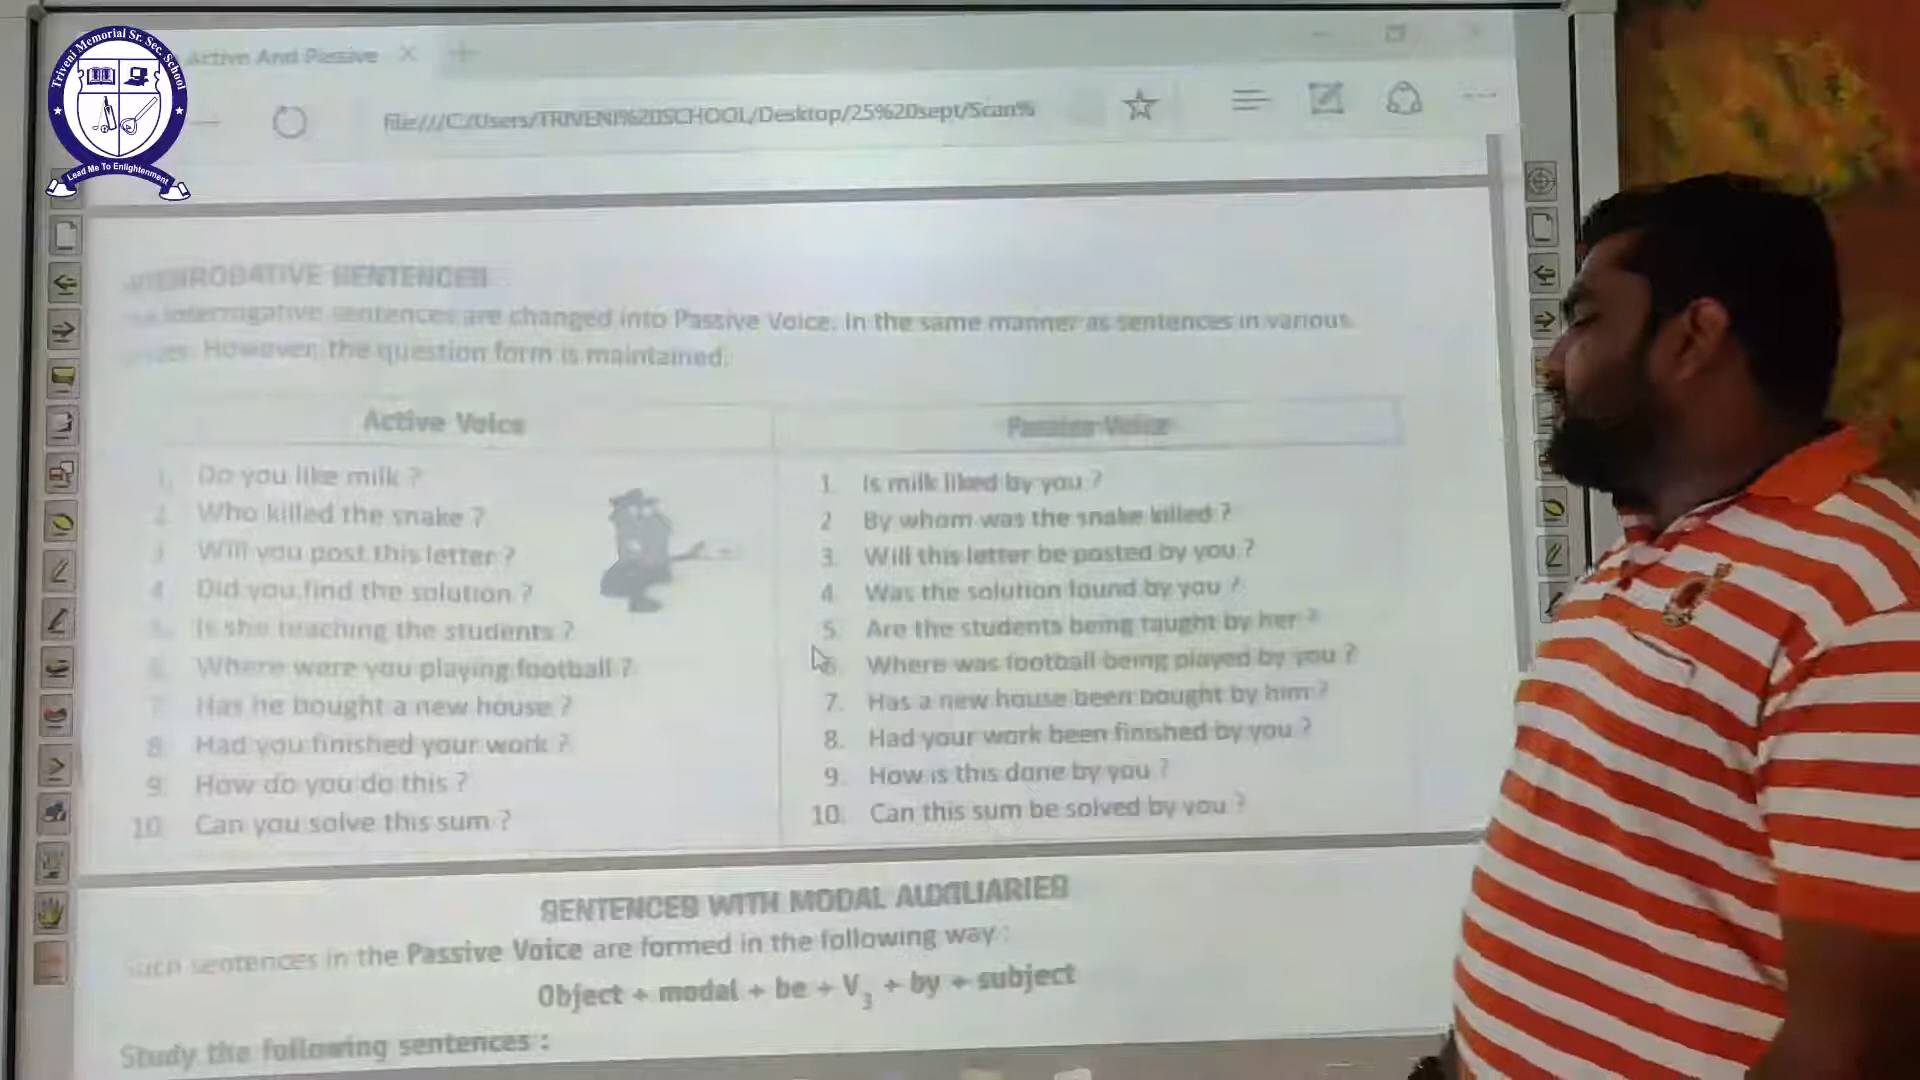 Triveni Memorial Sr. Sec. School
Lead Me To Enlightenment
Active And Passive
file:///C:/Users/TRIVENI%20SCHOOL/Desktop/25%20sept/Scan%
SENTENCES
interrogative sentences are changed into Passive Voice. In the same manner as sentences in various
However, the question form is maintained.
Active Voice
Passive Voice
1. Do you like milk ?
2. Who killed the snake ?
3. Will you post this letter ?
4. Did you find the solution ?
5. Is she teaching the students ?
6. Where were you playing football ?
7. Has he bought a new house ?
8. Had you finished your work ?
9. How do you do this ?
10. Can you solve this sum ?
1. Is milk liked by you ?
2. By whom was the snake killed ?
3. Will this letter be posted by you ?
4. Was the solution found by you ?
5. Are the students being taught by her ?
6. Where was football being played by you ?
7. Has a new house been bought by him ?
8. Had your work been finished by you ?
9. How is this done by you ?
10. Can this sum be solved by you ?
SENTENCES WITH MODAL AUXILIARIES
Such sentences in the Passive Voice are formed in the following way :
Object + modal + be + V3 + by + subject
Study the following sentences :